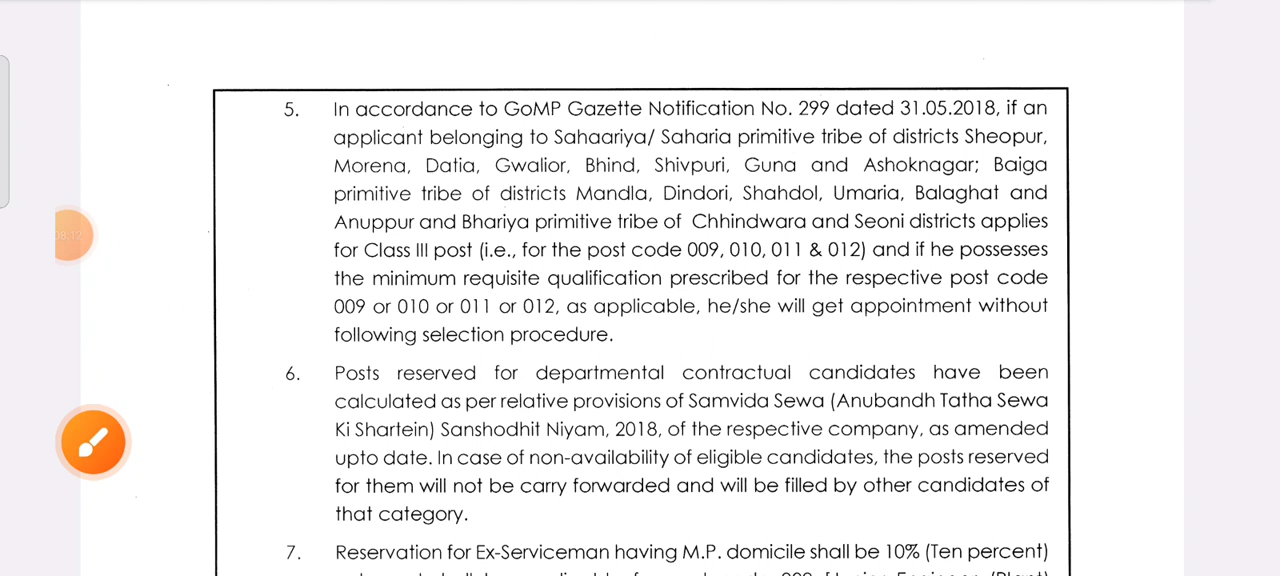 5. In accordance to GoMP Gazette Notification No. 299 dated 31.05.2018, if an
applicant belonging to Sahaariya/ Saharia primitive tribe of districts Sheopur,
Morena, Datia, Gwalior, Bhind, Shivpuri, Guna and Ashoknagar; Baiga
primitive tribe of districts Mandla, Dindori, Shahdol, Umaria, Balaghat and
Anuppur and Bhariya primitive tribe of Chhindwara and Seoni districts applies
for Class III post (i.e., for the post code 009, 010, 011 & 012) and if he possesses
the minimum requisite qualification prescribed for the respective post code
009 or 010 or 011 or 012, as applicable, he/she will get appointment without
following selection procedure.
6. Posts reserved for departmental contractual candidates have been
calculated as per relative provisions of Samvida Sewa (Anubandh Tatha Sewa
Ki Shartein) Sanshodhit Niyam, 2018, of the respective company, as amended
upto date. In case of non-availability of eligible candidates, the posts reserved
for them will not be carry forwarded and will be filled by other candidates of
that category.
7. Reservation for Ex-Serviceman having M.P. domicile shall be 10% (Ten percent)
08:12